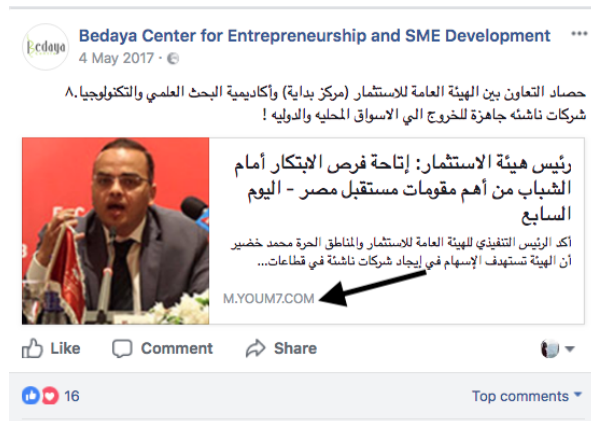 Bedaya
Bedaya Center for Entrepreneurship and SME Development
4 May 2017 ·
حصاد التعاون بين الهيئة العامة للاستثمار (مركز بداية) وأكاديمية البحث العلمي والتكنولوجيا.٨
شركات ناشئه جاهزة للخروج الي الاسواق المحليه والدوليه !
رئيس هيئة الاستثمار: إتاحة فرص الابتكار أمام
الشباب من أهم مقومات مستقبل مصر - اليوم
السابع
أكد الرئيس التنفيذي للهيئة العامة للاستثمار والمناطق الحرة محمد خضير
أن الهيئة تستهدف الإسهام في إيجاد شركات ناشئة في قطاعات...
M.YOUM7.COM
Like Comment Share
16 Top comments